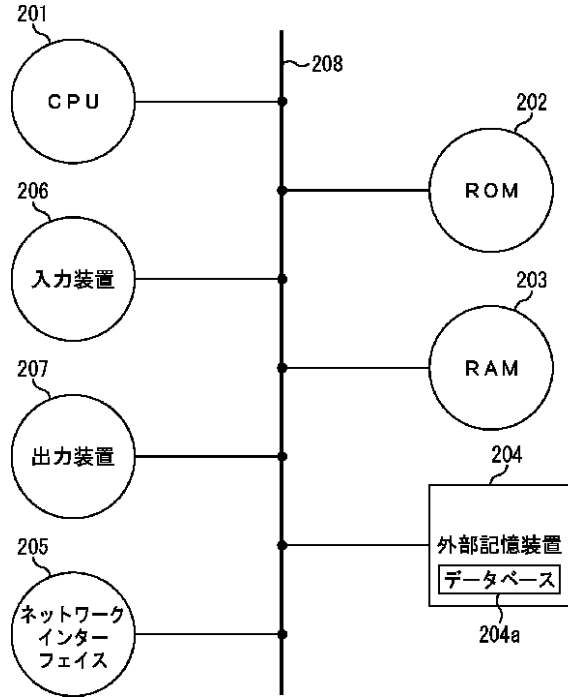 201
CPU
208
202
ROM
206
入力装置
203
RAM
207
出力装置
204
外部記憶装置
データベース
204a
205
ネットワーク
インター
フェイス